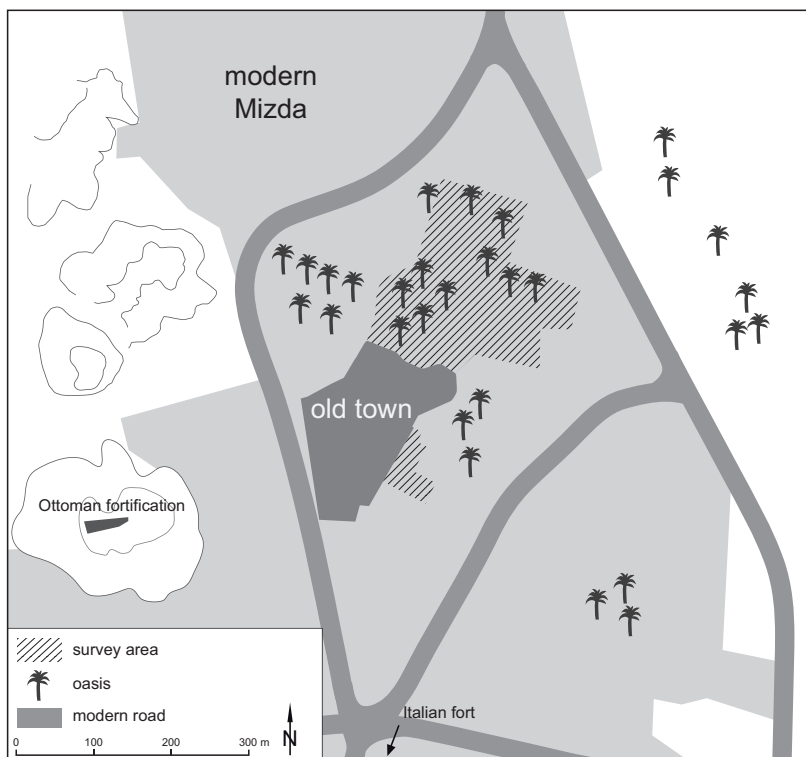 modern
Mizda
old town
Ottoman fortification
survey area
oasis
modern road
0 100 200 300 m
N
Italian fort